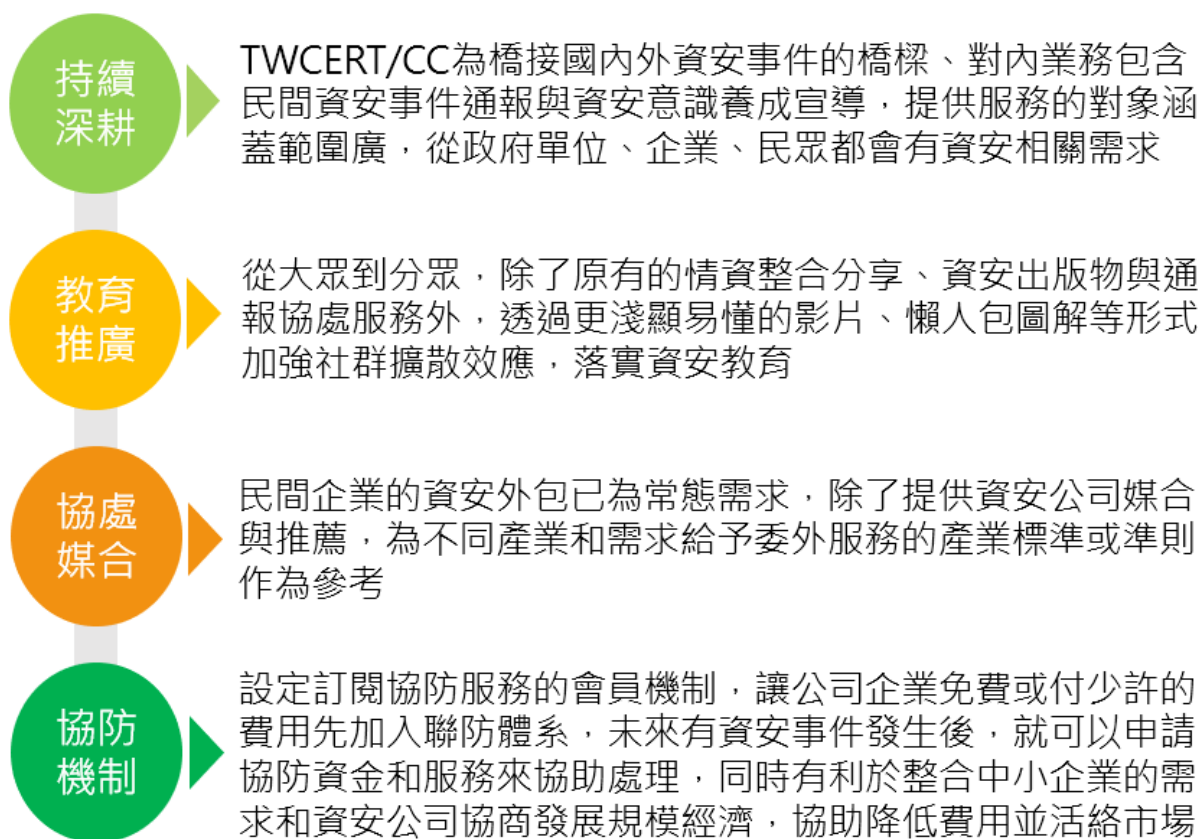 持續
深耕
TWCERT/CC為橋接國內外資安事件的橋樑、對內業務包含
民間資安事件通報與資安意識養成宣導，提供服務的對象涵
蓋範圍廣，從政府單位、企業、民眾都會有資安相關需求
教育
推廣
從大眾到分眾，除了原有的情資整合分享、資安出版物與通
報協處服務外，透過更淺顯易懂的影片、懶人包圖解等形式
加強社群擴散效應，落實資安教育
協處
媒合
民間企業的資安外包已為常態需求，除了提供資安公司媒合
與推薦，為不同產業和需求給予委外服務的產業標準或準則
作為參考
協防
機制
設定訂閱協防服務的會員機制，讓公司企業免費或付少許的
費用先加入聯防體系，未來有資安事件發生後，就可以申請
協防資金和服務來協助處理，同時有利於整合中小企業的需
求和資安公司協商發展規模經濟，協助降低費用並活絡市場